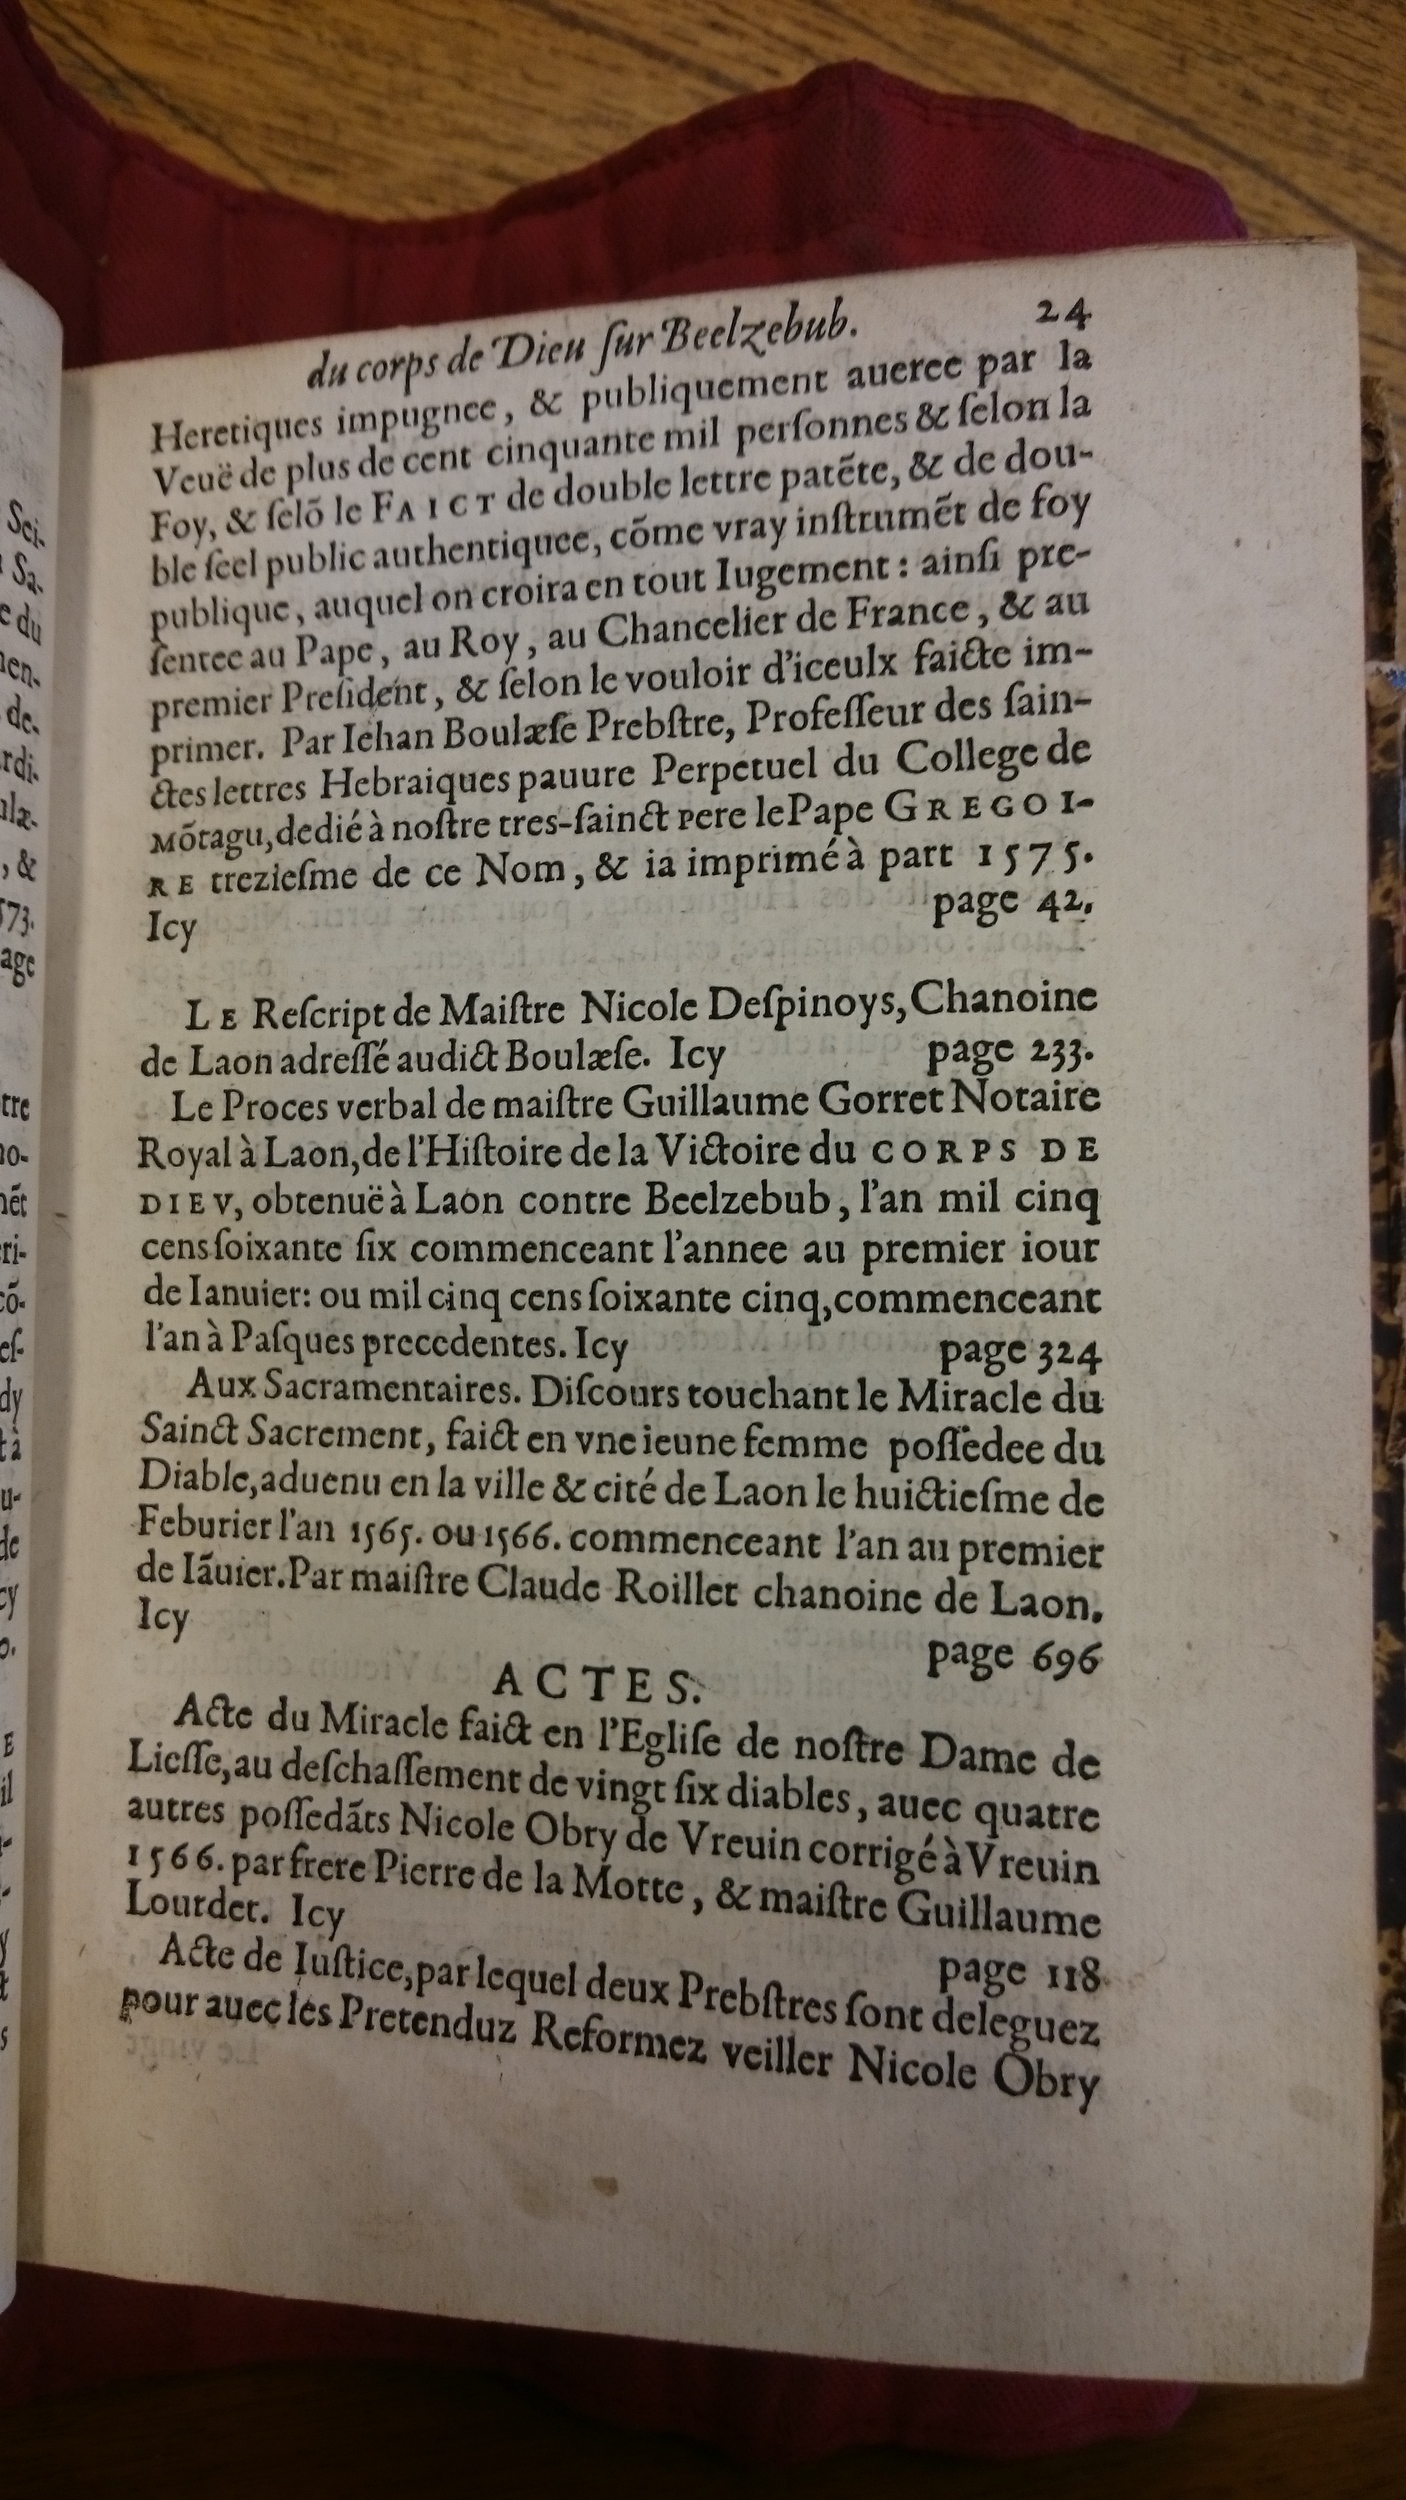 du corps de Dieu ſur Beelzebub. 24
Heretiques impugnee, & publiquement aueree par la
Veuë de plus de cent cinquante mil perſonnes & ſelon la
Foy, & ſelõ le FAICT de double lettre patẽte, & de dou-
ble ſeel public authentiquee, cõme vray inſtrumẽt de foy
publique, auquel on croira en tout Iugement : ainſi pre-
ſentee au Pape, au Roy, au Chancelier de France, & au
premier Preſident, & ſelon le vouloir d'iceulx faicte im-
primer. Par Iehan Boulæſe Prebſtre, Profeſſeur des ſain-
ctes lettres Hebraiques pauure Perpetuel du College de
Mõtagu, dedié à noſtre tres-ſainct Pere le Pape GREGOI-
RE trezieſme de ce Nom, & ia imprimé à part 1575.
Icy page 42.
LE Reſcript de Maiſtre Nicole Deſpinoys, Chanoine
de Laon adreſſé audict Boulæſe. Icy page 233.
Le Proces verbal de maiſtre Guillaume Gorret Notaire
Royal à Laon, de l'Hiſtoire de la Victoire du CORPS DE
DIEV, obtenuë à Laon contre Beelzebub, l'an mil cinq
cens ſoixante ſix commenceant l'annee au premier iour
de Ianuier: ou mil cinq cens ſoixante cinq, commenceant
l'an à Paſques precedentes. Icy page 324
Aux Sacramentaires. Diſcours touchant le Miracle du
Sainct Sacrement, faict en vne ieune femme poſſedee du
Diable, aduenu en la ville & cité de Laon le huictieſme de
Feburier l'an 1565. ou 1566. commenceant l'an au premier
de Iãuier. Par maiſtre Claude Roillet chanoine de Laon.
Icy page 696
ACTES.
Acte du Miracle faict en l'Egliſe de noſtre Dame de
Lieſſe, au deſchaſſement de vingt ſix diables, auec quatre
autres poſſedãts Nicole Obry de Vreuin corrigé à Vreuin
1566. par frere Pierre de la Motte, & maiſtre Guillaume
Lourdet. Icy page 118
Acte de Iuſtice, par lequel deux Prebſtres ſont deleguez
pour auec les Pretenduz Reformez veiller Nicole Obry